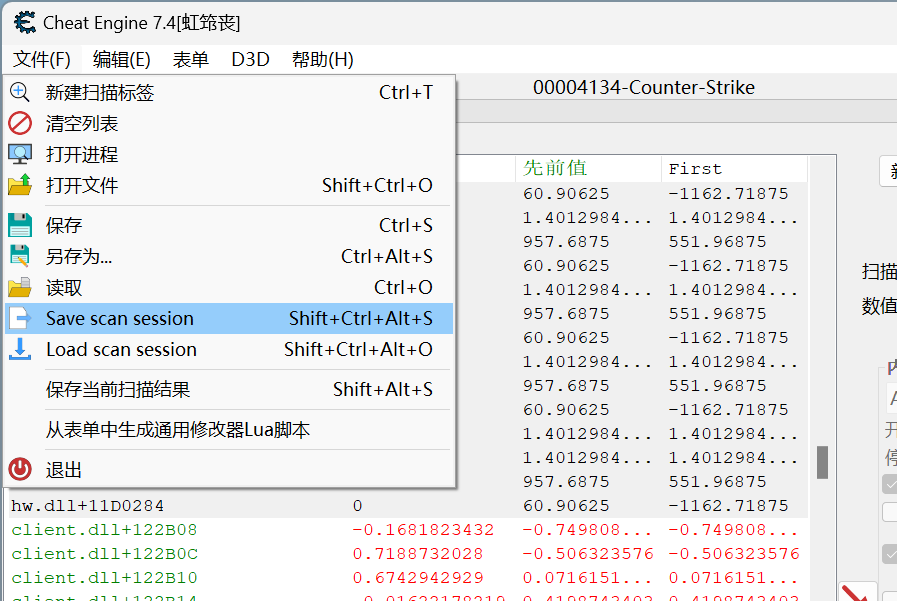 Cheat Engine 7.4[虹筇丧]
文件(F) 编辑(E) 表单 D3D 帮助(H)
00004134-Counter-Strike
新建扫描标签 Ctrl+T
清空列表
打开进程
打开文件 Shift+Ctrl+O
保存 Ctrl+S
另存为... Ctrl+Alt+S
读取 Ctrl+O
Save scan session Shift+Ctrl+Alt+S
Load scan session Shift+Ctrl+Alt+O
保存当前扫描结果 Shift+Alt+S
从表单中生成通用修改器Lua脚本
退出
先前值 First
60.90625 -1162.71875
1.4012984... 1.4012984...
957.6875 551.96875
60.90625 -1162.71875
1.4012984... 1.4012984...
957.6875 551.96875
60.90625 -1162.71875
1.4012984... 1.4012984...
957.6875 551.96875
60.90625 -1162.71875
1.4012984... 1.4012984...
1.4012984... 1.4012984...
957.6875 551.96875
hw.dll+11D0284 0 60.90625 -1162.71875
client.dll+122B08 -0.1681823432 -0.749808... -0.749808...
client.dll+122B0C 0.7188732028 -0.506323576 -0.506323576
client.dll+122B10 0.6742942929 0.0716151... 0.0716151...
client.dll+122B14
扫描
数值